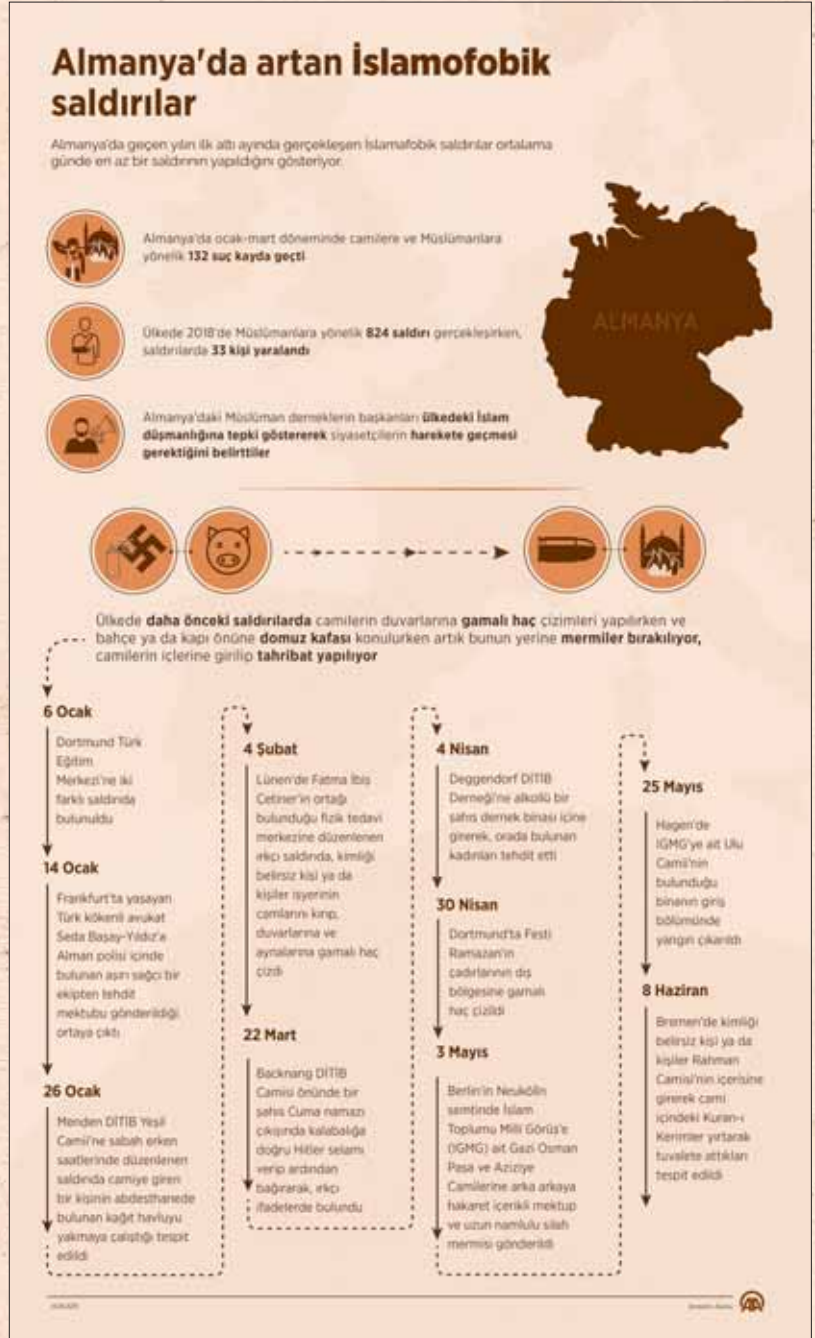 Almanya'da artan İslamofobik
saldırılar
Almanya'da geçen yılın ilk altı ayında gerçekleşen İslamafobik saldırılar ortalama
günde en az bir saldırının yapıldığını gösteriyor.
Almanya'da ocak-mart döneminde camilere ve Müslümanlara
yönelik 132 suç kayda geçti
Ülkede 2018'de Müslümanlara yönelik 824 saldırı gerçekleşirken,
saldırılarda 33 kişi yaralandı
Almanya'daki Müslüman derneklerin başkanları ülkedeki İslam
düşmanlığına tepki göstererek siyasetçilerin harekete geçmesi
gerektiğini belirttiler
ALMANYA
Ülkede daha önceki saldırılarda camilerin duvarlarına gamalı haç çizimleri yapılırken ve
bahçe ya da kapı önüne domuz kafası konulurken artık bunun yerine mermiler bırakılıyor,
camilerin içlerine girilip tahribat yapılıyor
6 Ocak
Dortmund Türk
Eğitim
Merkezi'ne iki
farklı saldırıda
bulunuldu
14 Ocak
Frankfurt'ta yaşayan
Türk kökenli avukat
Seda Başay-Yıldız'a
Alman polisi içinde
bulunan aşırı sağcı bir
ekipten tehdit
mektubu gönderildiği
ortaya çıktı
26 Ocak
Menden DİTİB Yeşil
Camii'ne sabah erken
saatlerinde düzenlenen
saldırıda camiye giren
bir kişinin abdesthanede
bulunan kağıt havluyu
yakmaya çalıştığı tespit
edildi
4 Şubat
Lünen'de Fatma İbiş
Çetiner'in ortağı
bulunduğu fizik tedavi
merkezine düzenlenen
ırkçı saldırıda, kimliği
belirsiz kişi ya da
kişiler işyerinin
camlarını kırıp,
duvarlarına ve
aynalarına gamalı haç
çizdi
22 Mart
Backnang DİTİB
Camisi önünde bir
şahıs Cuma namazı
çıkışında kalabalığa
doğru Hitler selamı
verip ardından
bağırarak, ırkçı
ifadelerde bulundu
4 Nisan
Deggendorf DİTİB
Derneği'ne alkollü bir
şahıs dernek binası içine
girerek, orada bulunan
kadınları tehdit etti
30 Nisan
Dortmund'ta Festi
Ramazan'ın
çadırlarının dış
bölgesine gamalı
haç çizildi
3 Mayıs
Berlin'in Neukölln
semtinde İslam
Toplumu Milli Görüş'e
(IGMG) ait Gazi Osman
Paşa ve Aziziye
Camilerine arka arkaya
hakaret içerikli mektup
ve uzun namlulu silah
mermisi gönderildi
25 Mayıs
Hagen'de
IGMG'ye ait Ulu
Camii'nin
bulunduğu
binanın giriş
bölümünde
yangın çıkarıldı
8 Haziran
Bremen'de kimliği
belirsiz kişi ya da
kişiler Rahman
Camisi'nin içerisine
girerek cami
içindeki Kuran-ı
Kerimler yırtarak
tuvalete attıkları
tespit edildi
AA